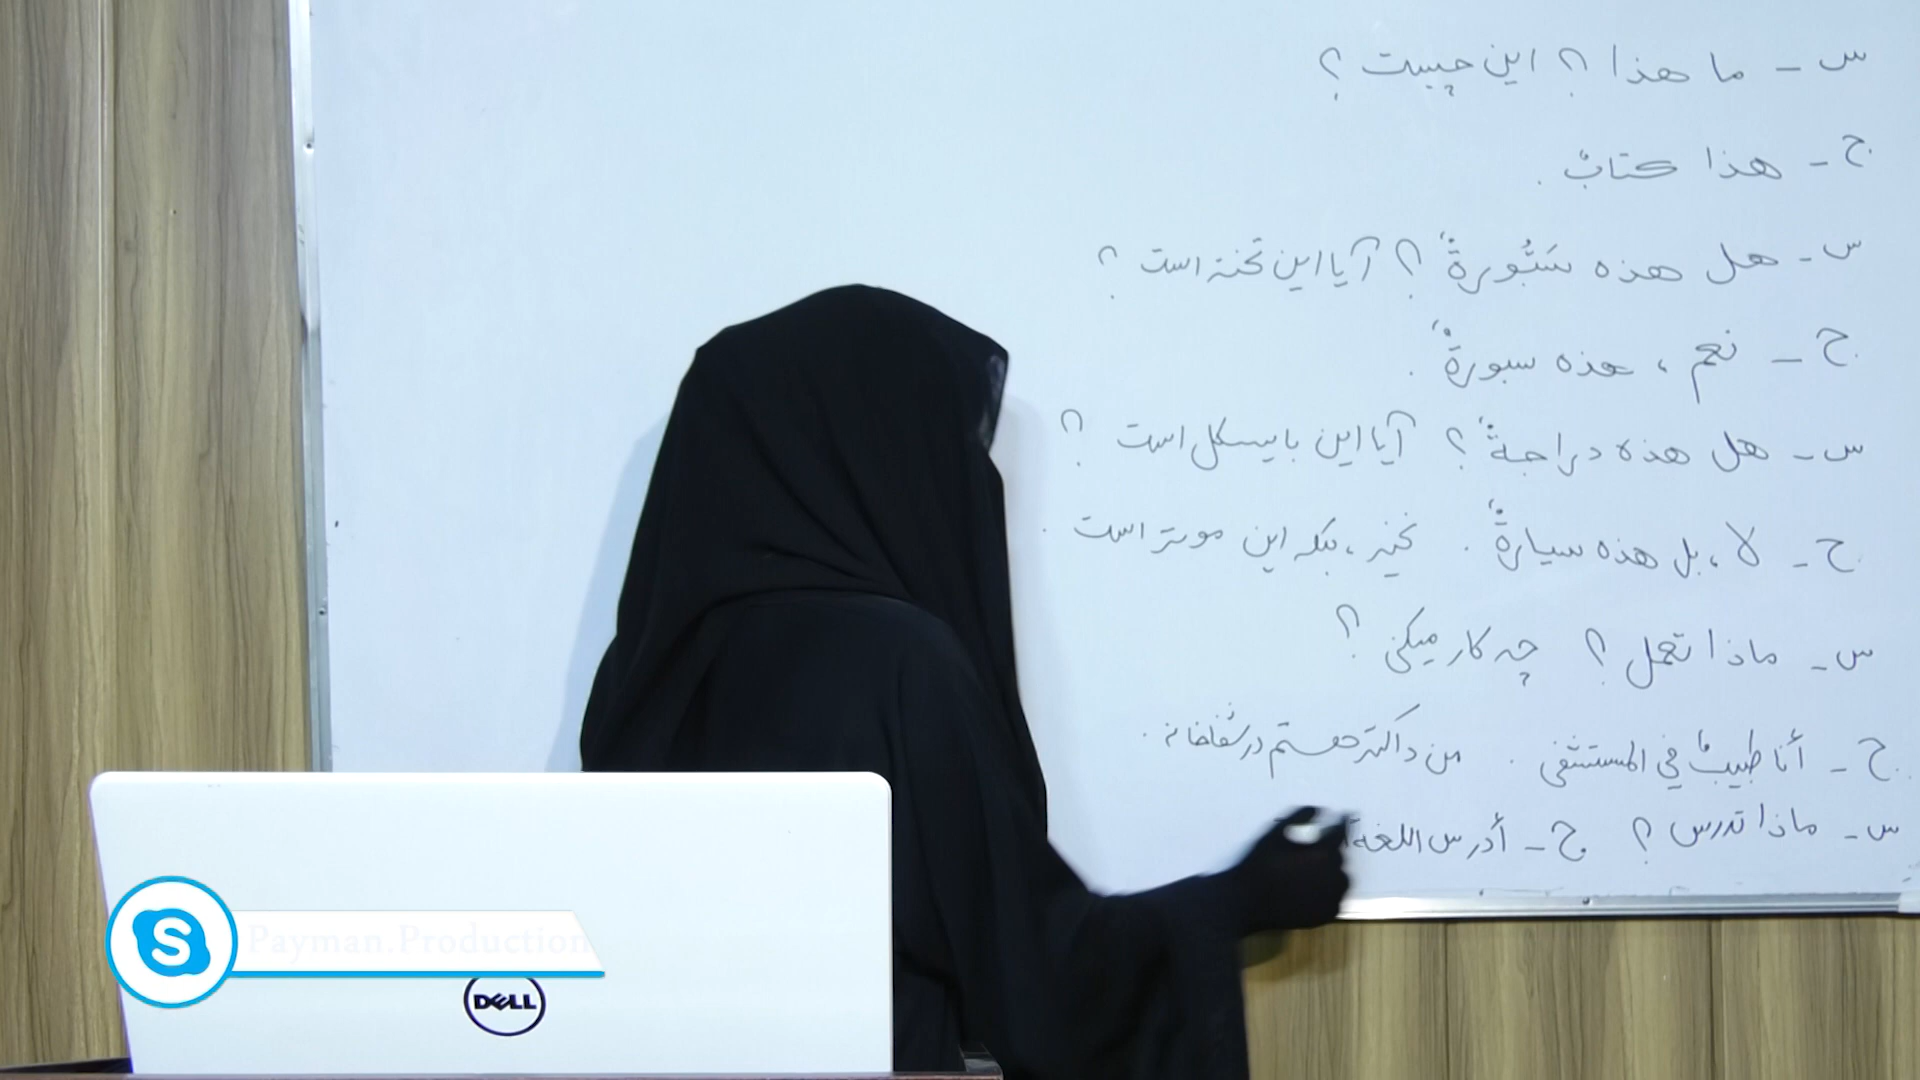 س - ما هذا ؟ این چیست ؟
ج - هذا كتابٌ .
س - هل هذه سَبُّورةٌ ؟ آیا این تخته است ؟
ج - نعم ، هذه سبورةٌ .
س - هل هذه دراجةٌ ؟ آیا این بایسکل است ؟
ج - لا ، بل هذه سيارةٌ . نخیر ، بلکه این موتر است .
س - ماذا تعمل ؟ چه کار میکنی ؟
ج - أنا طبيبٌ في المستشفى . من داکتر هستم در شفاخانه .
س - ماذا تدرس ؟ ج - أدرس اللغة
Payman.Production
DELL